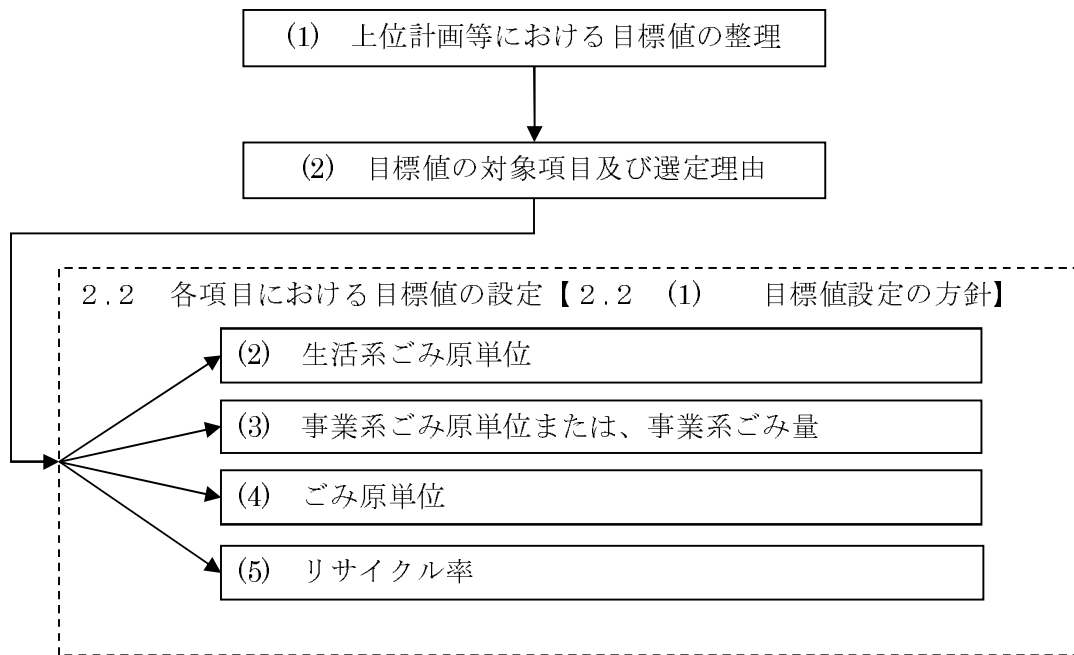 (1)　上位計画等における目標値の整理
(2)　目標値の対象項目及び選定理由
２.２　各項目における目標値の設定【２.２　(1)　　目標値設定の方針】
(2)　生活系ごみ原単位
(3)　事業系ごみ原単位または、事業系ごみ量
(4)　ごみ原単位
(5)　リサイクル率